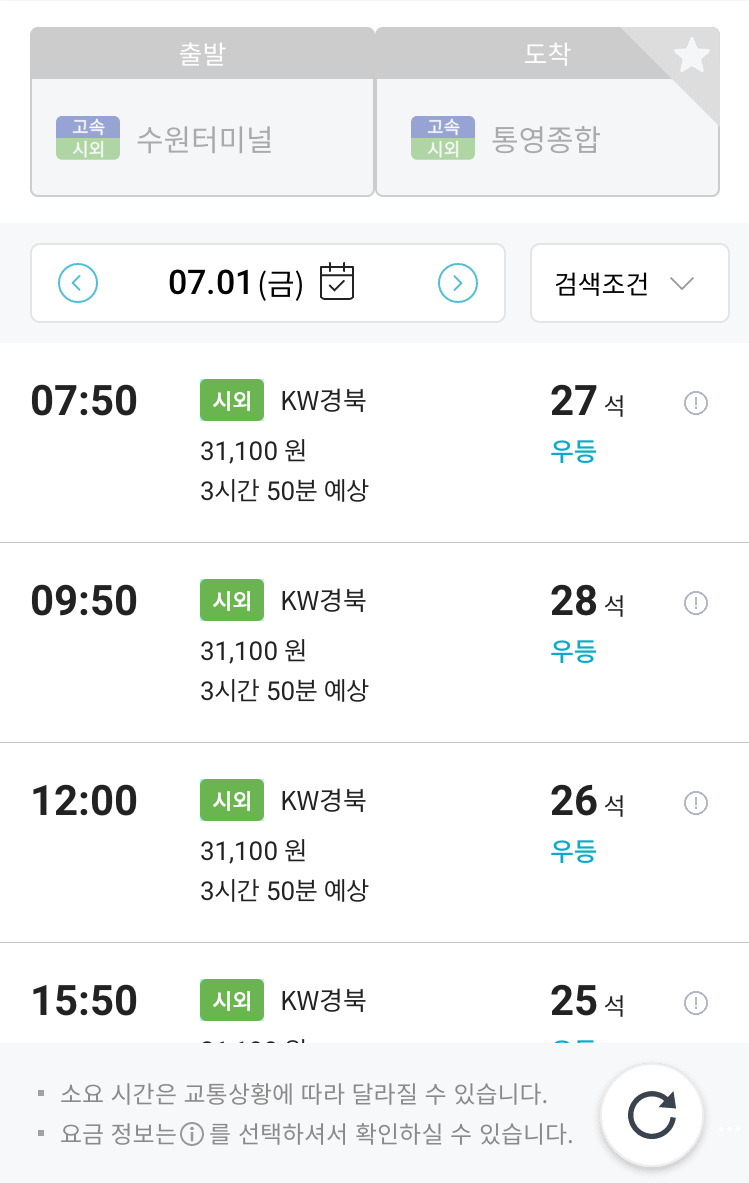 출발
도착
고속
시외
수원터미널
고속
시외
통영종합
07.01(금)
검색조건
07:50
시외
KW경북
27 석
31,100 원
우등
3시간 50분 예상
09:50
시외
KW경북
28 석
31,100 원
우등
3시간 50분 예상
12:00
시외
KW경북
26 석
31,100 원
우등
3시간 50분 예상
15:50
시외
KW경북
25 석
소요 시간은 교통상황에 따라 달라질 수 있습니다.
요금 정보는ⓘ를 선택하셔서 확인하실 수 있습니다.